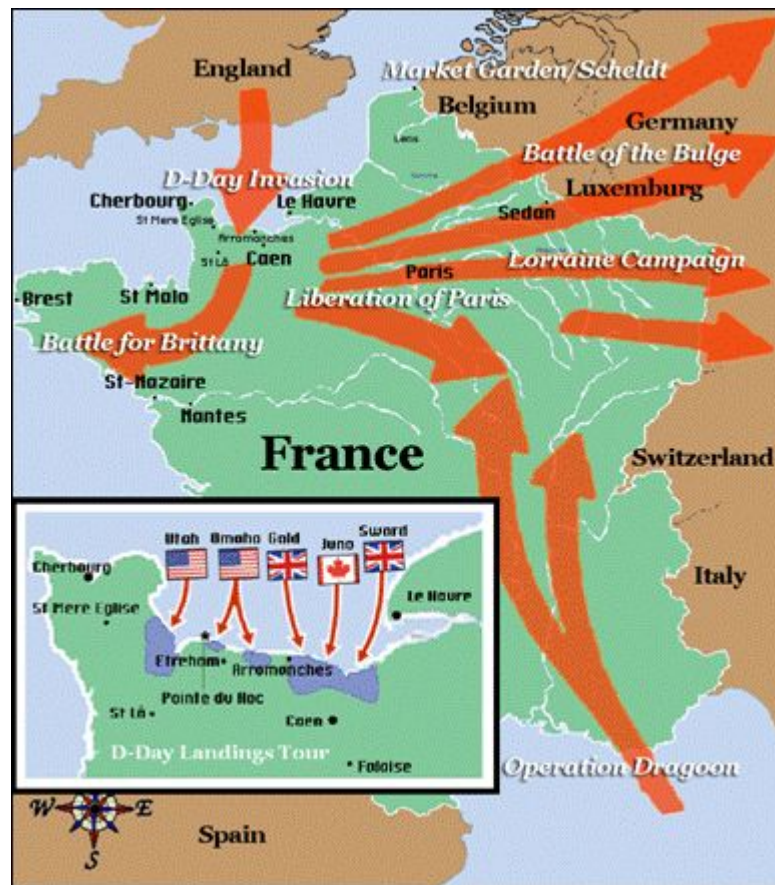 England
Market Garden/Scheldt
Belgium
Germany
Battle of the Bulge
Luxemburg
D-Day Invasion
Cherbourg
Le Havre
St Mere Eglise
Arromanches
Caen
St Lô
Sedan
Paris
Lorraine Campaign
Brest
St Malo
Liberation of Paris
Battle for Brittany
St-Nazaire
Nantes
France
Switzerland
Italy
Utah
Omaha
Gold
Juno
Sword
Cherbourg
St Mere Eglise
Le Havre
Etreham
Arromanches
Pointe du Hoc
St Lô
Caen
D-Day Landings Tour
Falaise
Operation Dragoon
W
E
S
Spain